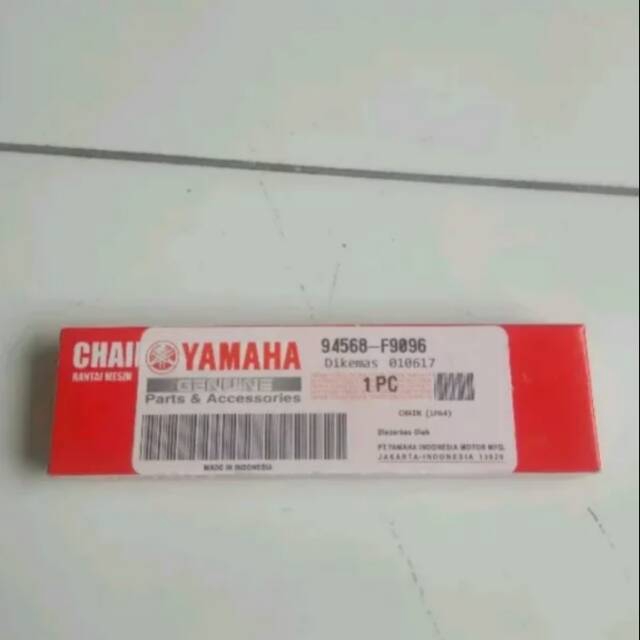 CHAI
RANTAI MESIN
YAMAHA
GENUINE
Parts & Accessories
MADE IN INDONESIA
94568-F9096
Dikemas 010617
1 PC
CHAIN
Diedarkan Oleh
PT.YAMAHA INDONESIA MOTOR MFG.
JAKARTA-INDONESIA 13920